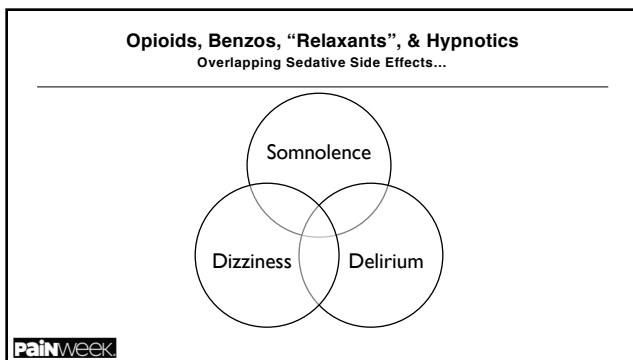 Opioids, Benzos, “Relaxants”, & Hypnotics
Overlapping Sedative Side Effects...
Somnolence
Dizziness
Delirium
PAiNWEEK.